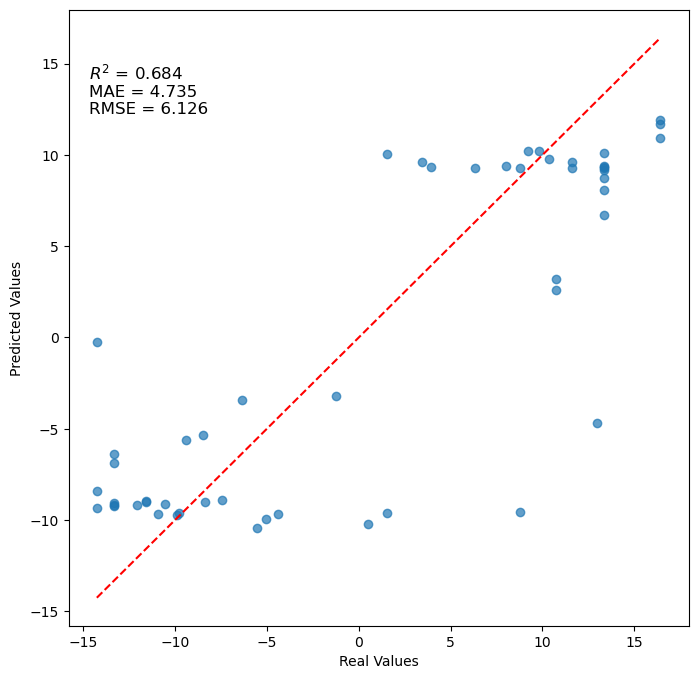 R² = 0.684
MAE = 4.735
RMSE = 6.126
15
10
5
0
−5
−10
−15
Predicted Values
−15 −10 −5 0 5 10 15
Real Values